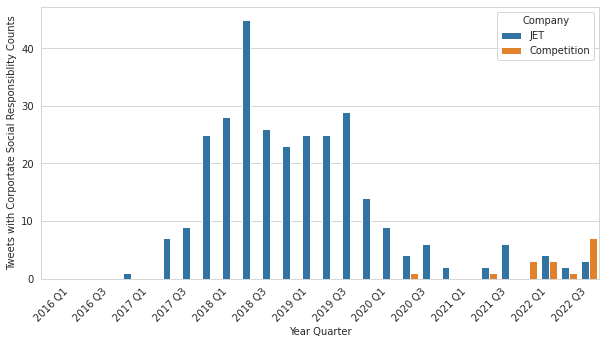 Tweets with Corportate Social Responsiblity Counts
40
30
20
10
0
Company
JET
Competition
2016 Q1
2016 Q3
2017 Q1
2017 Q3
2018 Q1
2018 Q3
2019 Q1
2019 Q3
2020 Q1
2020 Q3
2021 Q1
2021 Q3
2022 Q1
2022 Q3
Year Quarter